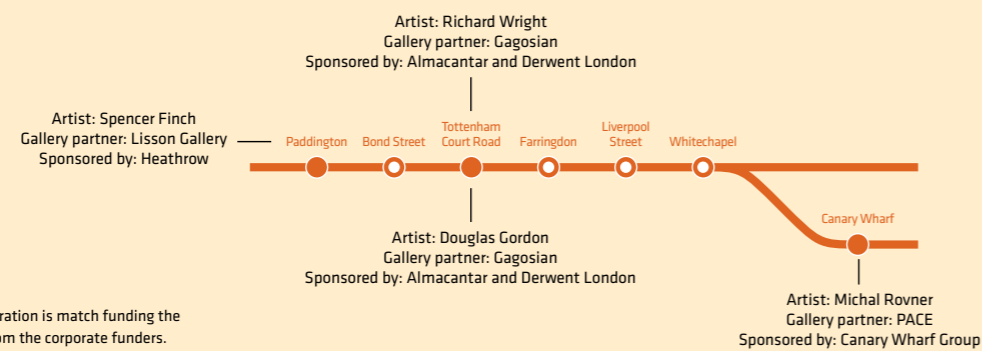 Artist: Richard Wright
Gallery partner: Gagosian
Sponsored by: Almacantar and Derwent London
Artist: Spencer Finch
Gallery partner: Lisson Gallery
Sponsored by: Heathrow
Paddington
Bond Street
Tottenham
Court Road
Farringdon
Liverpool
Street
Whitechapel
Canary Wharf
Artist: Douglas Gordon
Gallery partner: Gagosian
Sponsored by: Almacantar and Derwent London
Artist: Michal Rovner
Gallery partner: PACE
Sponsored by: Canary Wharf Group
ration is match funding the
om the corporate funders.